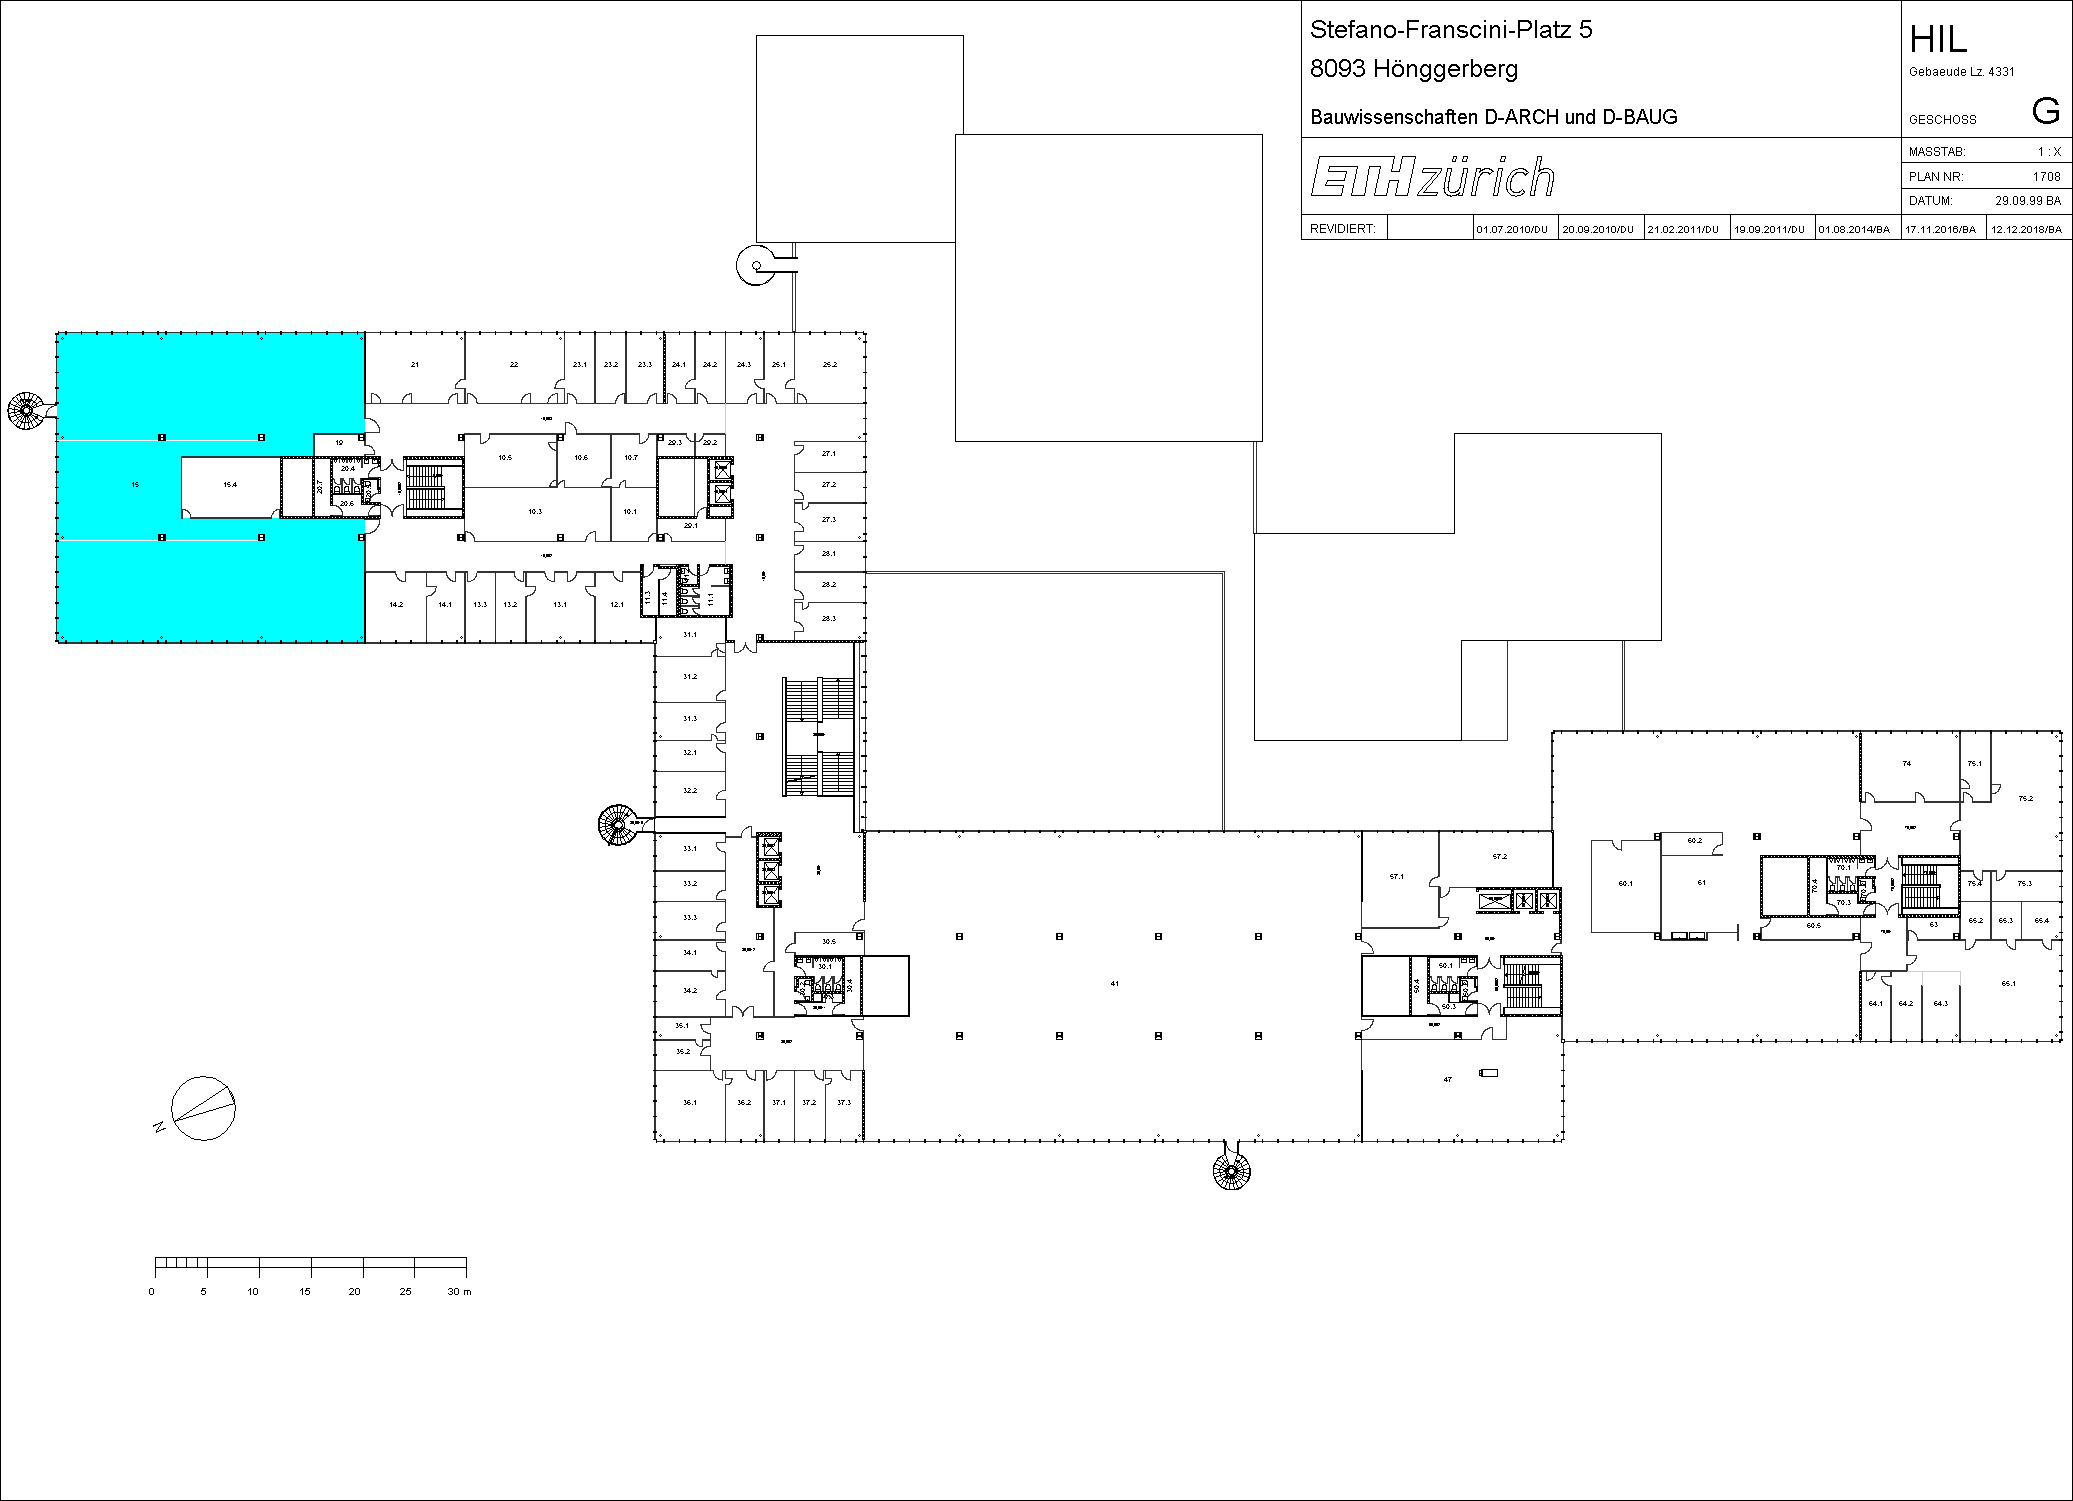 Stefano-Franscini-Platz 5
8093 Hönggerberg
Bauwissenschaften D-ARCH und D-BAUG
ETH zürich
REVIDIERT: 01.07.2010/DU 20.09.2010/DU 21.02.2011/DU 19.09.2011/DU 01.08.2014/BA 17.11.2016/BA 12.12.2018/BA
HIL
Gebaeude Lz. 4331
GESCHOSS G
MASSTAB: 1 : X
PLAN NR: 1708
DATUM: 29.09.99 BA
21 22 23.1 23.2 23.3 24.1 24.2 24.3 25.1 25.2
19 29.3 29.2
10.5 10.6 10.7 27.1
20.4
15 15.4 20.7 27.2
20.6
10.3 10.1 27.3
29.1
28.1
28.2
14.2 14.1 13.3 13.2 13.1 12.1 11.3 11.4 11.1
28.3
31.1
31.2
31.3
32.1
32.2
33.1
33.2
33.3
34.1
34.2
35.1
35.2
36.1 36.2 37.1 37.2 37.3
30.5
30.1
30.2 30.4
41
57.1 57.2
50.1
50.4
50.3
47
74 75.1
75.2
60.2
60.1 61
70.1
70.4
70.3
75.4 75.3
60.5 63 65.2 65.3 65.4
65.1
64.1 64.2 64.3
N
0 5 10 15 20 25 30 m